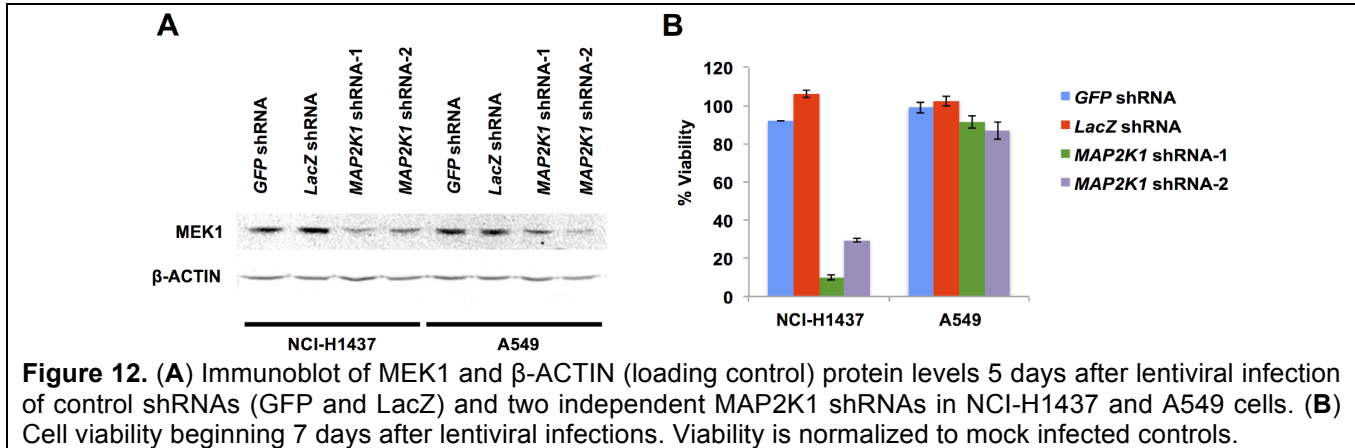 A
B
GFP shRNA
LacZ shRNA
MAP2K1 shRNA-1
MAP2K1 shRNA-2
GFP shRNA
LacZ shRNA
MAP2K1 shRNA-1
MAP2K1 shRNA-2
MEK1
β-ACTIN
NCI-H1437
A549
% Viability
120
100
80
60
40
20
0
NCI-H1437
A549
GFP shRNA
LacZ shRNA
MAP2K1 shRNA-1
MAP2K1 shRNA-2
Figure 12. (A) Immunoblot of MEK1 and β-ACTIN (loading control) protein levels 5 days after lentiviral infection
of control shRNAs (GFP and LacZ) and two independent MAP2K1 shRNAs in NCI-H1437 and A549 cells. (B)
Cell viability beginning 7 days after lentiviral infections. Viability is normalized to mock infected controls.